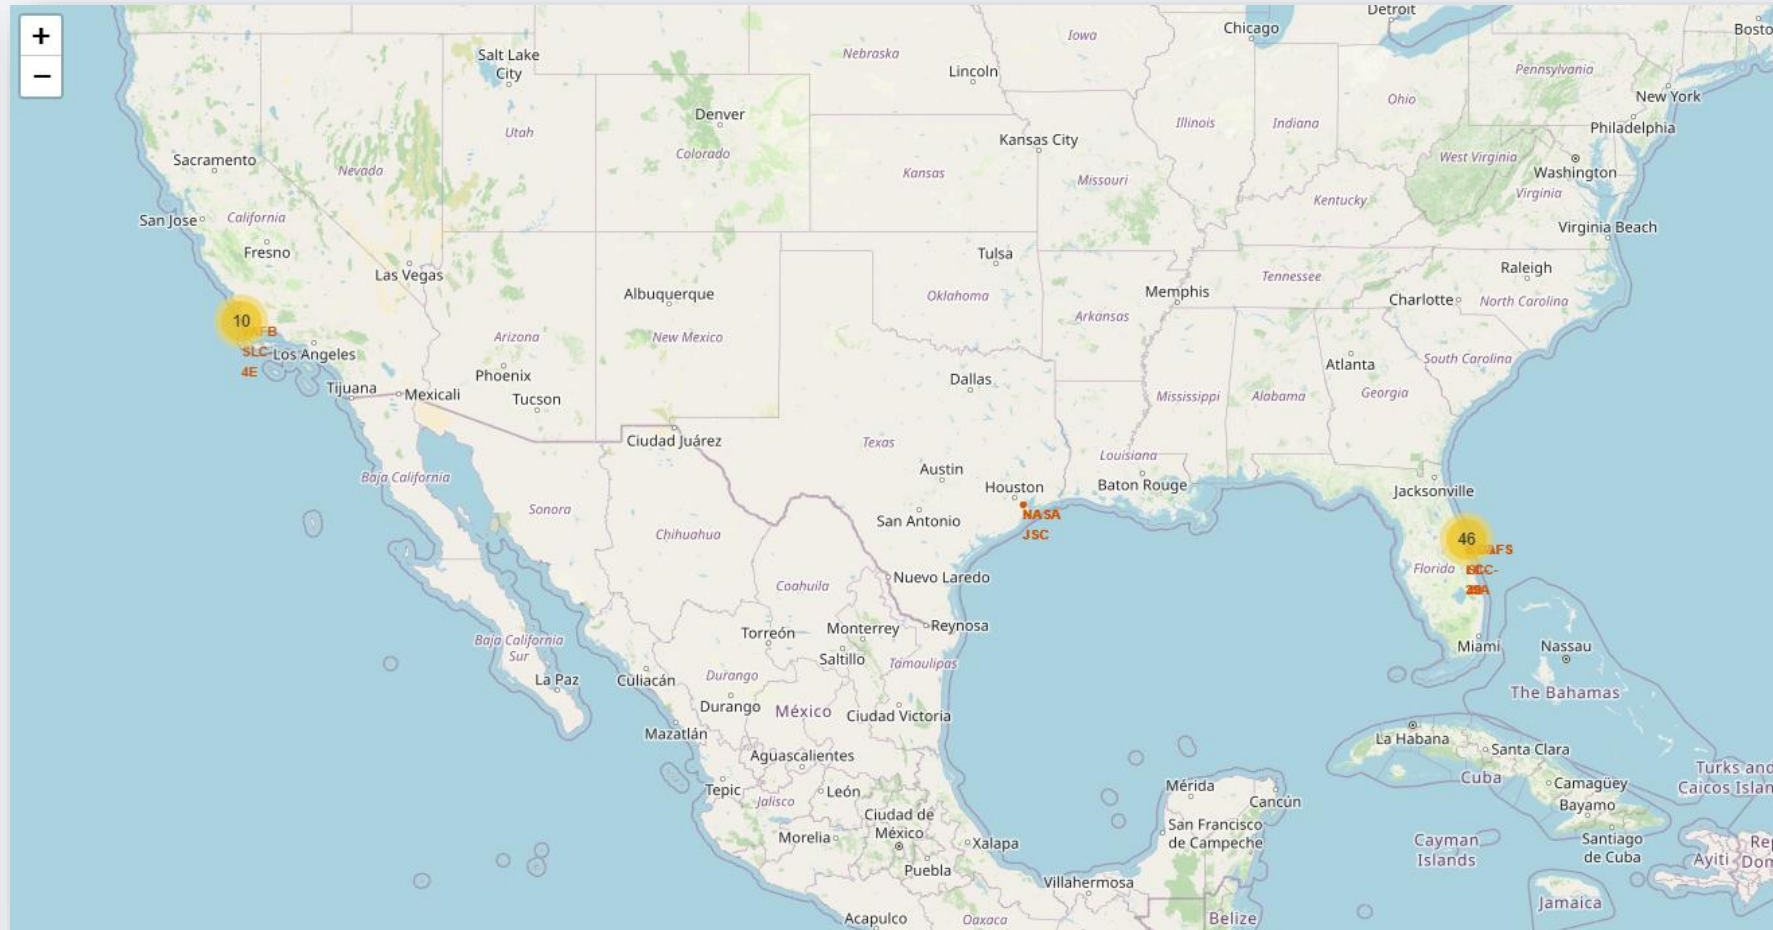 +
−
Detroit
Chicago
Bosto
Iowa
Salt Lake
City
Nebraska
Lincoln
Pennsylvania
New York
Ohio
Denver
Utah
Illinois
Indiana
Philadelphia
Kansas City
Colorado
Sacramento
Nevada
Kansas
Missouri
West Virginia
Washington
Kentucky
Virginia
San Jose
California
Virginia Beach
Fresno
Tulsa
Las Vegas
Tennessee
Raleigh
Albuquerque
Oklahoma
Memphis
Charlotte
North Carolina
10
Arkansas
Arizona
New Mexico
SLC-
4E
Los Angeles
South Carolina
Atlanta
Phoenix
Dallas
Tijuana
Mexicali
Tucson
Mississippi
Alabama
Georgia
Ciudad Juárez
Texas
Louisiana
Austin
Baja California
Houston
Baton Rouge
Jacksonville
Sonora
NASA
JSC
San Antonio
Chihuahua
46
Florida
Coahuila
Nuevo Laredo
Torreón
Monterrey
Reynosa
Baja California
Sur
Saltillo
Tamaulipas
Miami
Nassau
La Paz
Culiacán
Durango
The Bahamas
Durango
México
Ciudad Victoria
Mazatlán
La Habana
Santa Clara
Aguascalientes
Turks and
Caicos Islan
Cuba
Camagüey
Tepic
León
Jalisco
Mérida
Cancún
Bayamo
Ciudad de
México
Morelia
Xalapa
San Francisco
de Campeche
Cayman
Islands
Santiago
de Cuba
Rep
Dom
Ayiti
Puebla
Villahermosa
Jamaica
Acapulco
Oaxaca
Belize